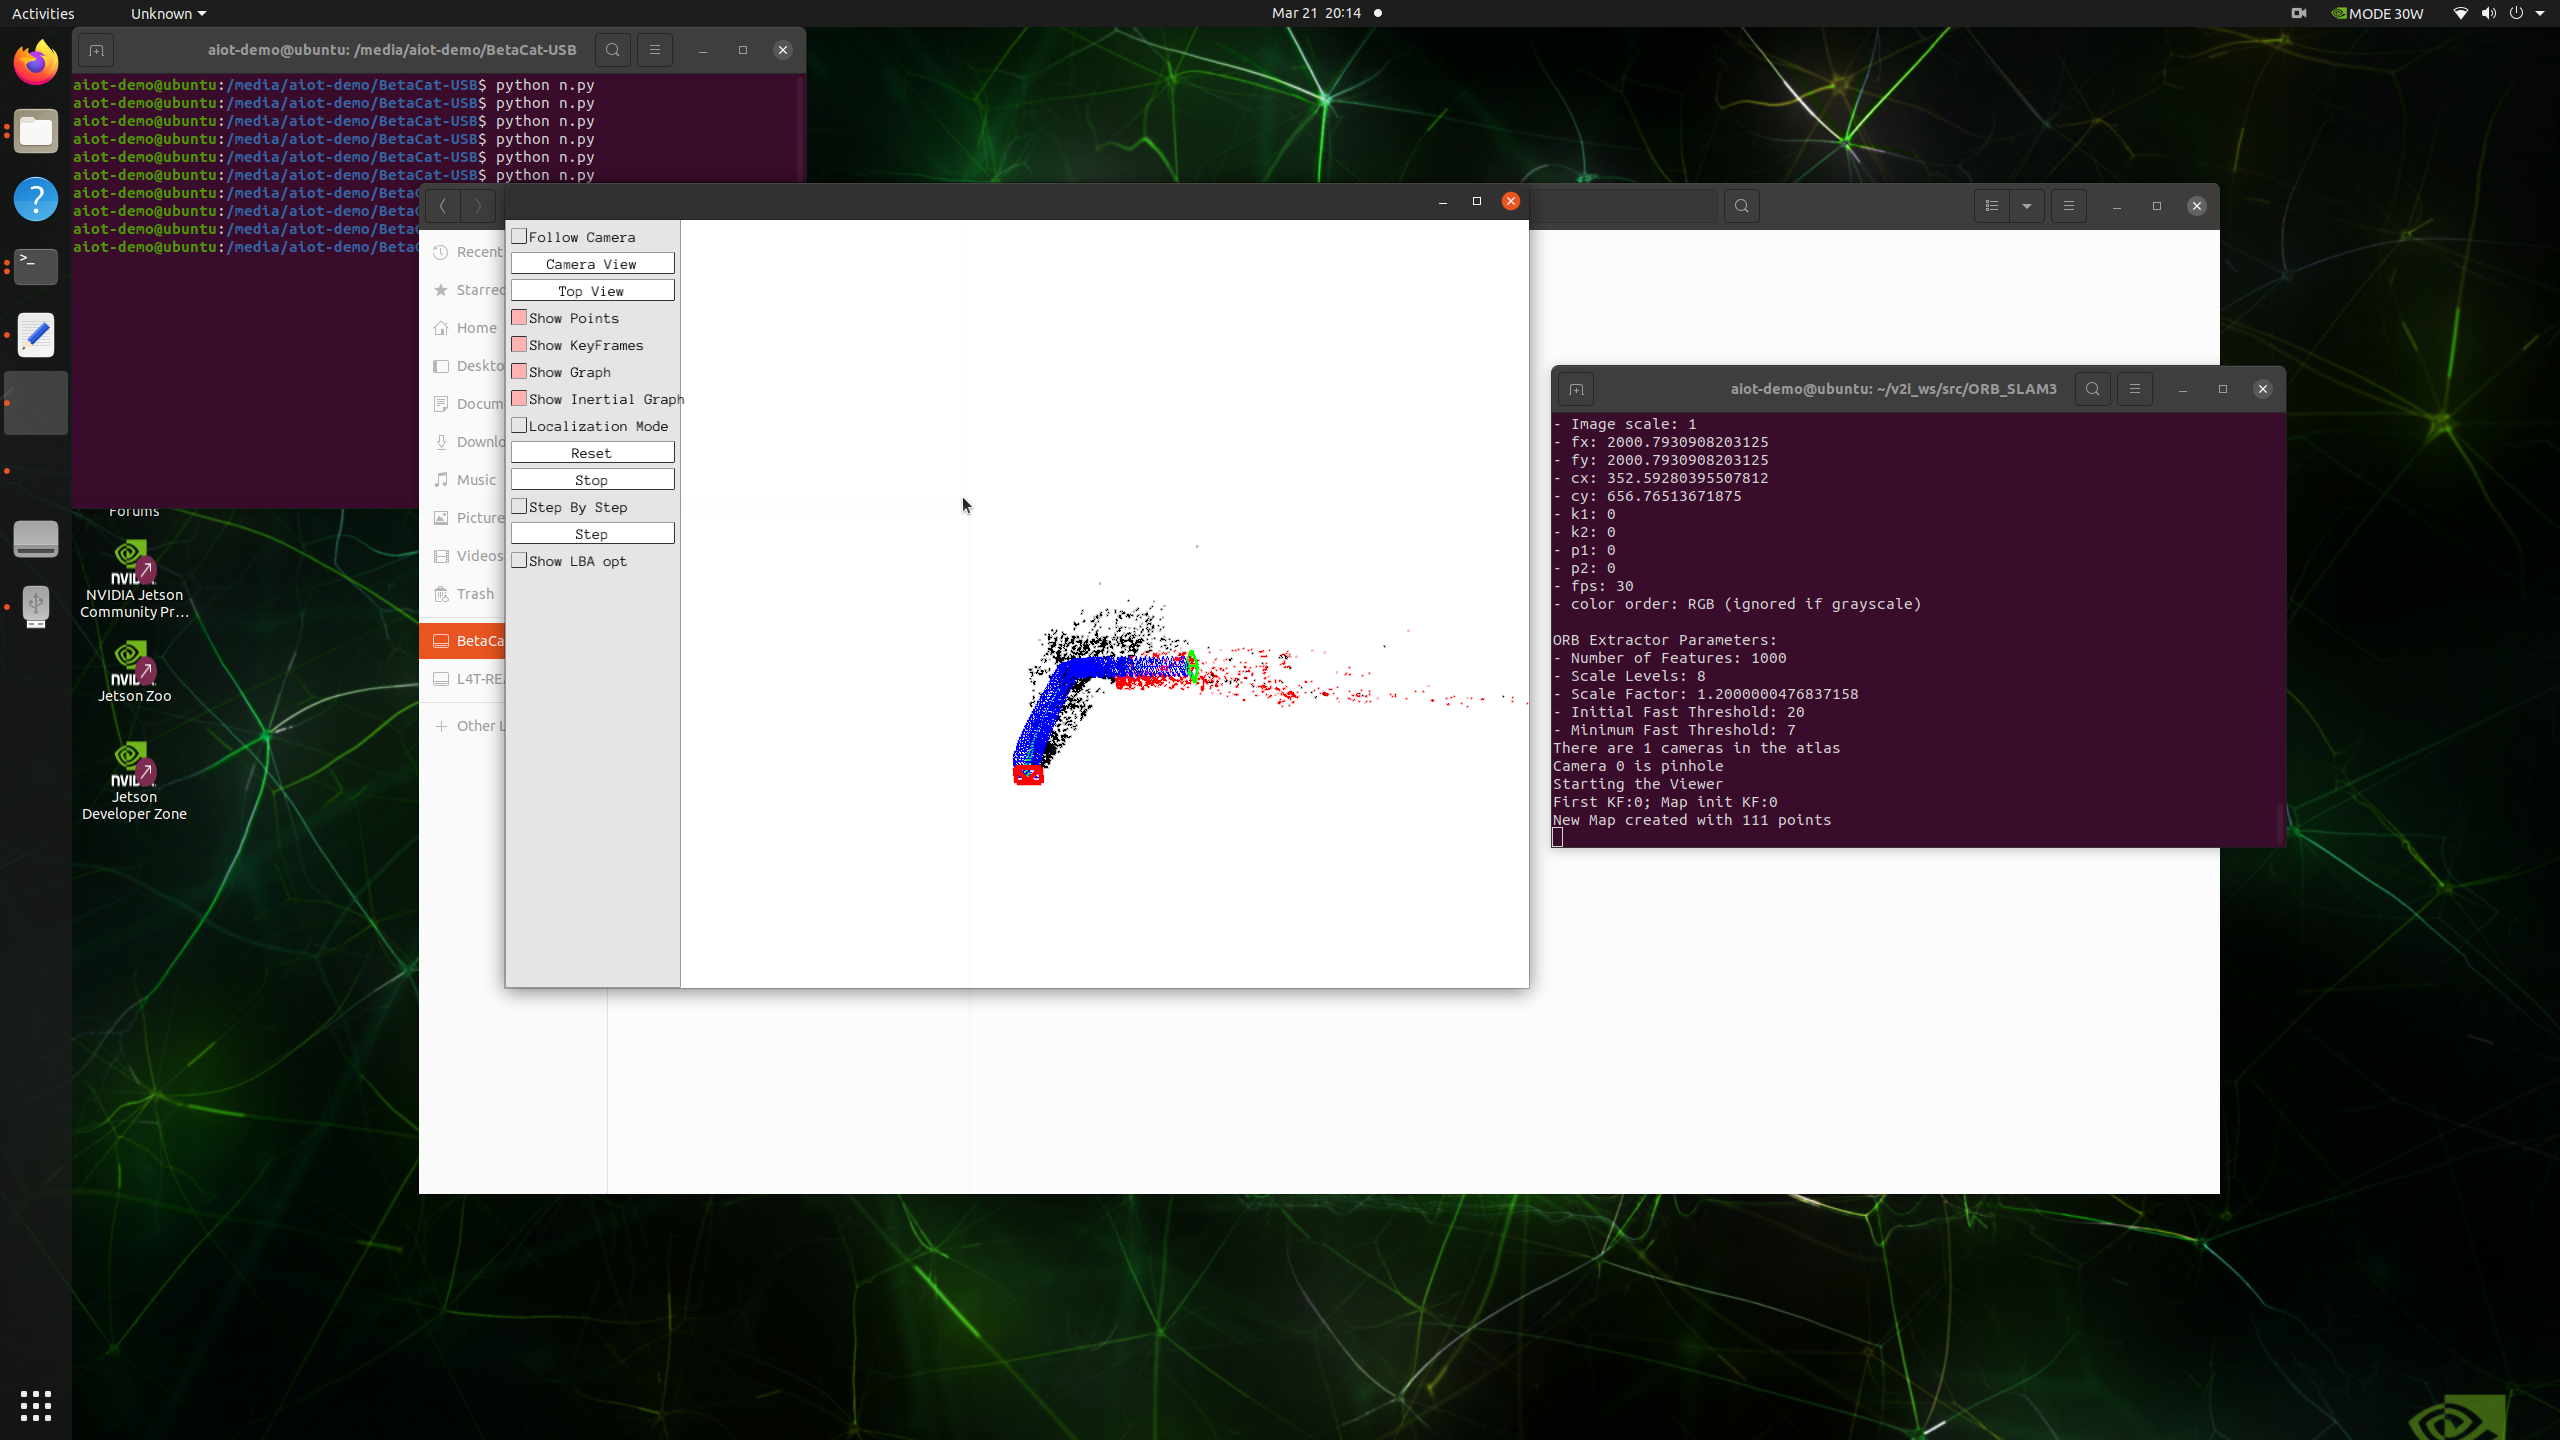 Activities
Unknown
Mar 21 20:14
MODE 30W
aiot-demo@ubuntu: /media/aiot-demo/BetaCat-USB
aiot-demo@ubuntu:/media/aiot-demo/BetaCat-USB$ python n.py
aiot-demo@ubuntu:/media/aiot-demo/BetaCat-USB$ python n.py
aiot-demo@ubuntu:/media/aiot-demo/BetaCat-USB$ python n.py
aiot-demo@ubuntu:/media/aiot-demo/BetaCat-USB$ python n.py
aiot-demo@ubuntu:/media/aiot-demo/BetaCat-USB$ python n.py
aiot-demo@ubuntu:/media/aiot-demo/BetaCat-USB$ python n.py
aiot-demo@ubuntu:/media/aiot-demo/BetaC
aiot-demo@ubuntu:/media/aiot-demo/BetaC
aiot-demo@ubuntu:/media/aiot-demo/BetaC
aiot-demo@ubuntu:/media/aiot-demo/BetaC
Forums
NVIDIA Jetson
Community Pr...
Jetson Zoo
Jetson
Developer Zone
Recent
Starred
Home
Deskto
Docum
Downlo
Music
Picture
Videos
Trash
BetaCa
L4T-RE
Other L
Follow Camera
Camera View
Top View
Show Points
Show KeyFrames
Show Graph
Show Inertial Graph
Localization Mode
Reset
Stop
Step By Step
Step
Show LBA opt
aiot-demo@ubuntu: ~/v2i_ws/src/ORB_SLAM3
- Image scale: 1
- fx: 2000.7930908203125
- fy: 2000.7930908203125
- cx: 352.59280395507812
- cy: 656.76513671875
- k1: 0
- k2: 0
- p1: 0
- p2: 0
- fps: 30
- color order: RGB (ignored if grayscale)
ORB Extractor Parameters:
- Number of Features: 1000
- Scale Levels: 8
- Scale Factor: 1.2000000476837158
- Initial Fast Threshold: 20
- Minimum Fast Threshold: 7
There are 1 cameras in the atlas
Camera 0 is pinhole
Starting the Viewer
First KF:0; Map init KF:0
New Map created with 111 points